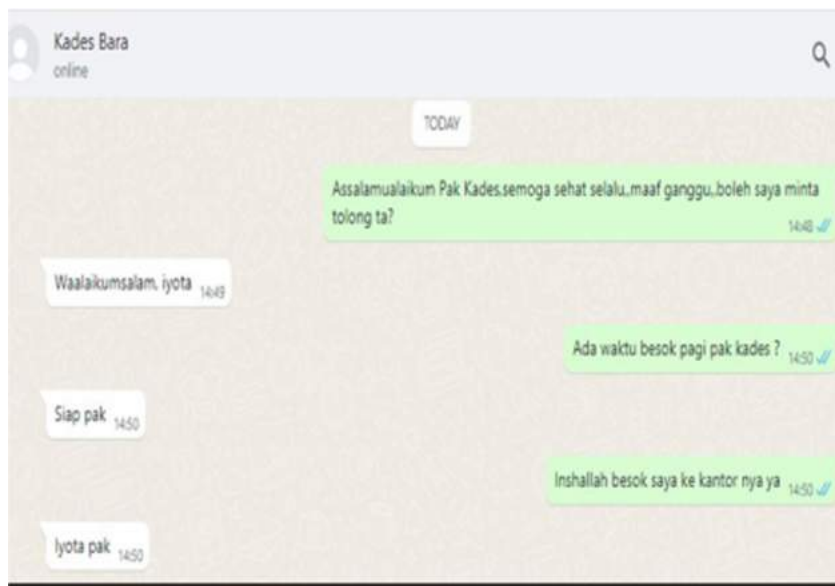 Kades Bara
online
TODAY
Assalamualaikum Pak Kades.semoga sehat selalu..maaf ganggu..boleh saya minta
tolong ta?
14:48
Waalaikumsalam, iyota 14:49
Ada waktu besok pagi pak kades ? 14:50
Siap pak 14:50
Inshallah besok saya ke kantor nya ya 14:50
Iyota pak 14:50